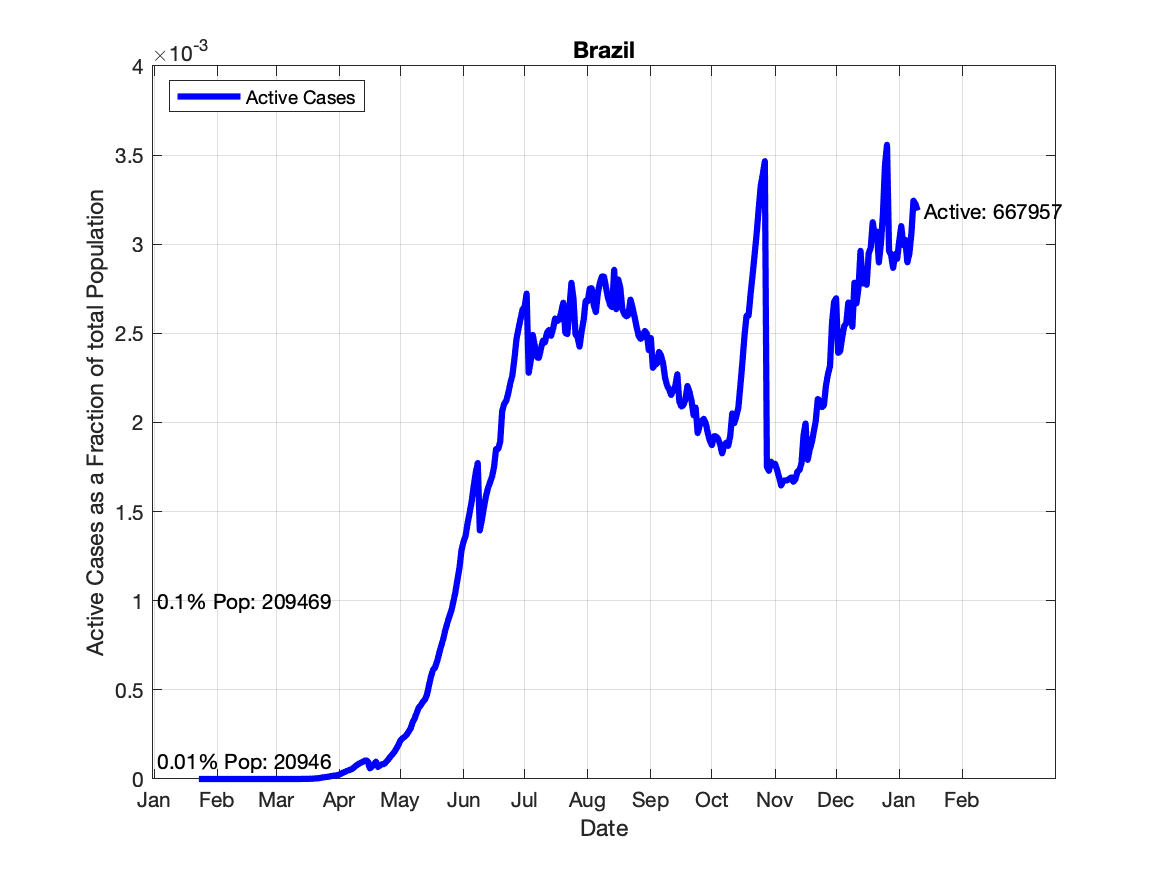 Brazil
×10-3
4
Active Cases
3.5
3
2.5
2
1.5
1
0.5
0
Active Cases as a Fraction of total Population
Active: 667957
0.1% Pop: 209469
0.01% Pop: 20946
Jan Feb Mar Apr May Jun Jul Aug Sep Oct Nov Dec Jan Feb
Date